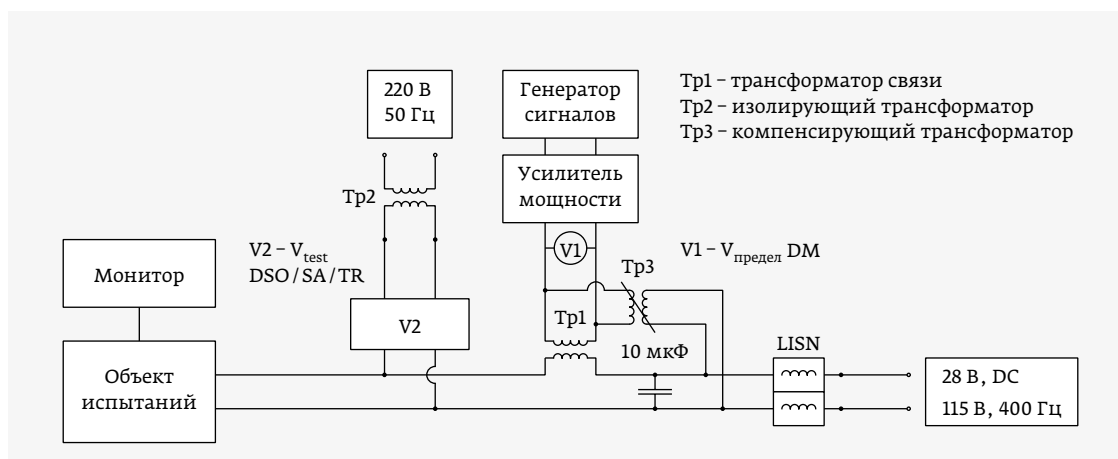 220 В
50 Гц
Генератор
сигналов
Тр1 – трансформатор связи
Тр2 – изолирующий трансформатор
Тр3 – компенсирующий трансформатор
Усилитель
мощности
Тр2
Монитор
V2 – Vtest
DSO / SA / TR
V1
V1 – Vпредел DM
Тр3
V2
Тр1
10 мкФ
LISN
Объект
испытаний
28 В, DC
115 В, 400 Гц